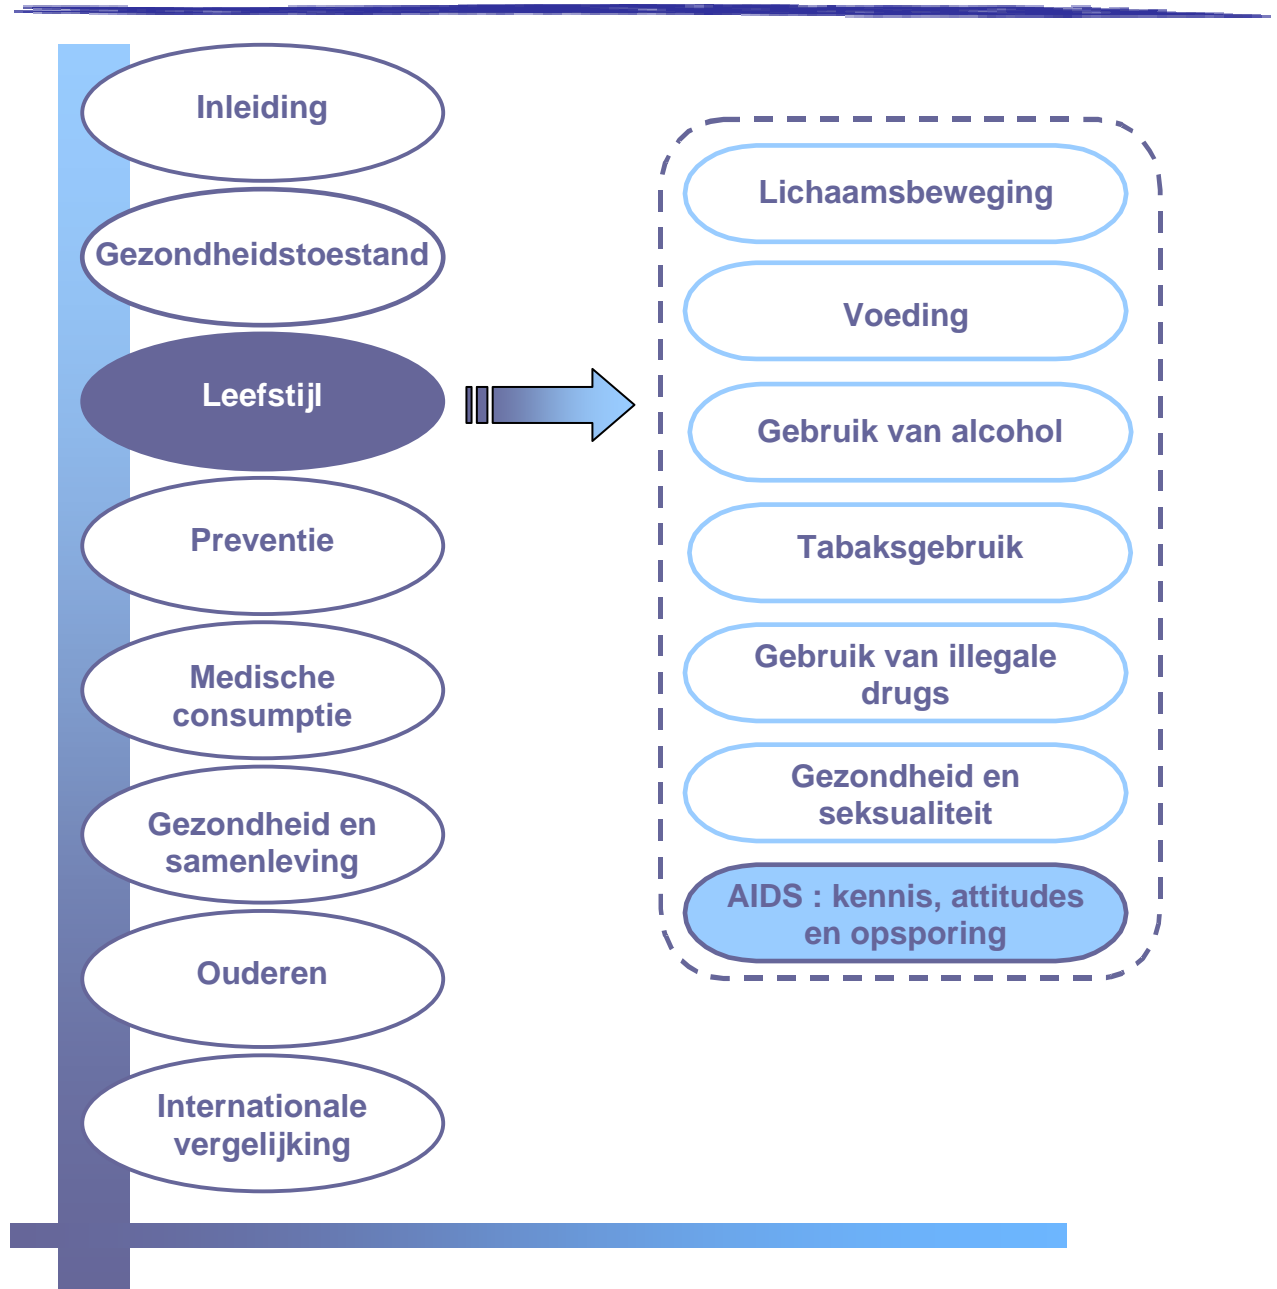 Inleiding
Gezondheidstoestand
Leefstijl
Preventie
Medische
consumptie
Gezondheid en
samenleving
Ouderen
Internationale
vergelijking
Lichaamsbeweging
Voeding
Gebruik van alcohol
Tabaksgebruik
Gebruik van illegale
drugs
Gezondheid en
seksualiteit
AIDS : kennis, attitudes
en opsporing